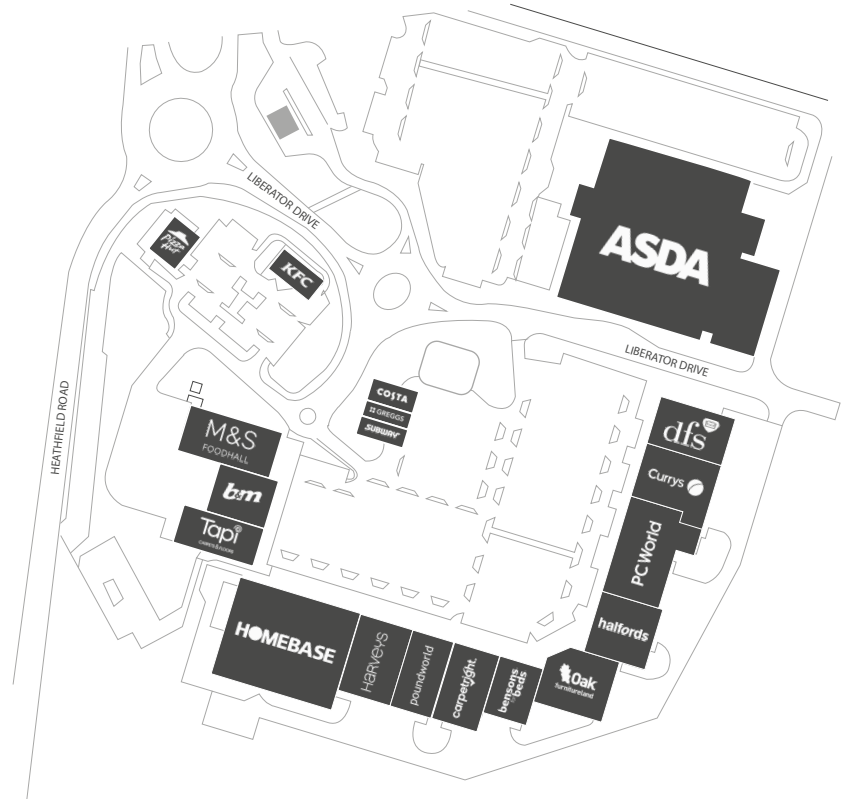 LIBERATOR DRIVE
Pizza
Hut
KFC
ASDA
LIBERATOR DRIVE
HEATHFIELD ROAD
COSTA
GREGGS
SUBWAY
M&S
FOODHALL
b&m
Tapi
CARPETS & FLOORS
dfs
Currys
PC World
halfords
Oak
furnitureland
HOMEBASE
HARVEYS
poundworld
carpetright.
bensons
for beds